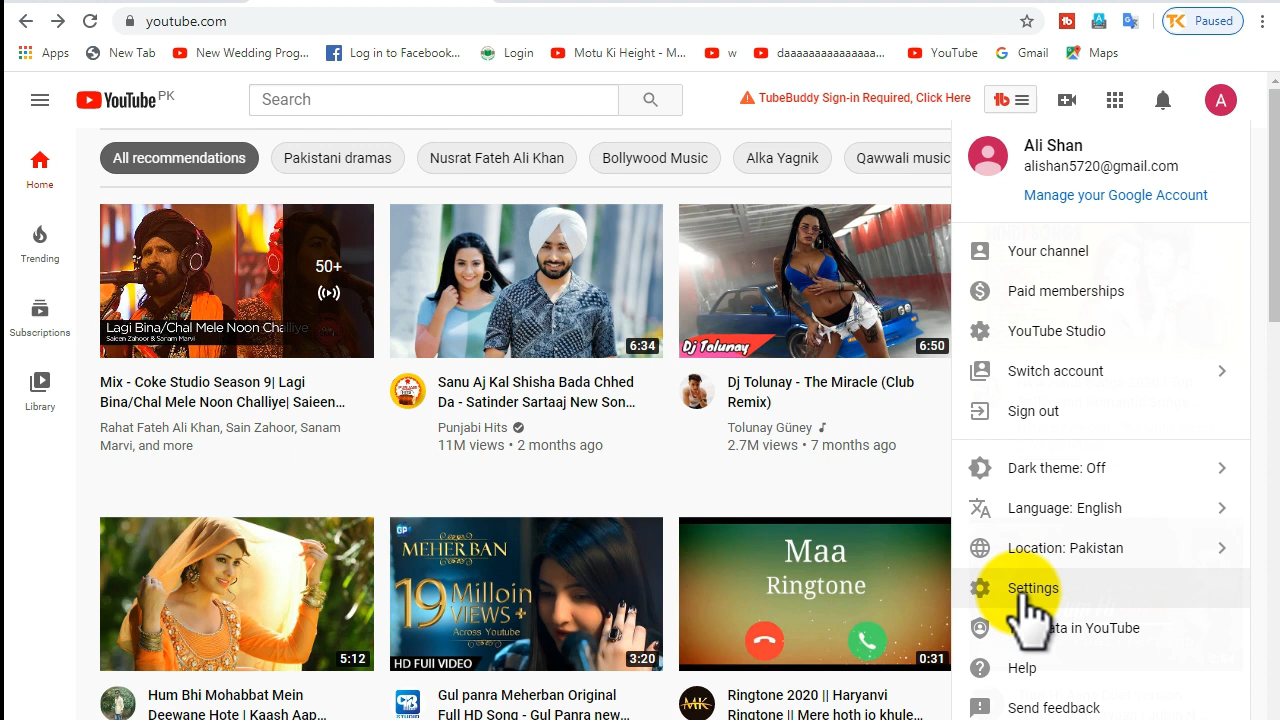 youtube.com
Paused
Apps
New Tab
New Wedding Prog...
Log in to Facebook...
Login
Motu Ki Height - M...
w
daaaaaaaaaaaaaa...
YouTube
Gmail
Maps
YouTube PK
Search
TubeBuddy Sign-in Required, Click Here
tb
A
Home
Trending
Subscriptions
Library
All recommendations
Pakistani dramas
Nusrat Fateh Ali Khan
Bollywood Music
Alka Yagnik
Qawwali music
50+
Lagi Bina/Chal Mele Noon Challiye
Saieen Zahoor & Sanam Marvi
Mix - Coke Studio Season 9| Lagi
Bina/Chal Mele Noon Challiye| Saieen...
Rahat Fateh Ali Khan, Sain Zahoor, Sanam
Marvi, and more
6:34
Sanu Aj Kal Shisha Bada Chhed
Da - Satinder Sartaaj New Son...
Punjabi Hits
11M views • 2 months ago
Dj Tolunay
6:50
Dj Tolunay - The Miracle (Club
Remix)
Tolunay Güney
2.7M views • 7 months ago
5:12
Hum Bhi Mohabbat Mein
Deewane Hote | Kaash Aap...
GP
MEHERBAN
19 Milloin
VIEWS +
Across Youtube
HD FULL VIDEO
3:20
Gul panra Meherban Original
Full HD Song - Gul Panra new...
Maa
Ringtone
0:31
MK
Ringtone 2020 || Haryanvi
Ringtone || Mere hoth jo khule...
Ali Shan
alishan5720@gmail.com
Manage your Google Account
Your channel
Paid memberships
YouTube Studio
Switch account
Sign out
Dark theme: Off
Language: English
Location: Pakistan
Settings
in YouTube
Help
Send feedback